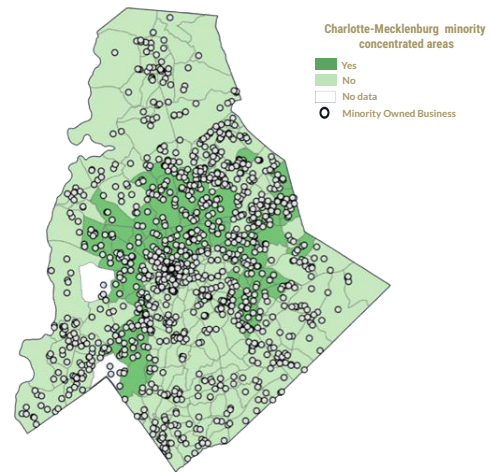 Charlotte-Mecklenburg minority
concentrated areas
Yes
No
No data
Minority Owned Business